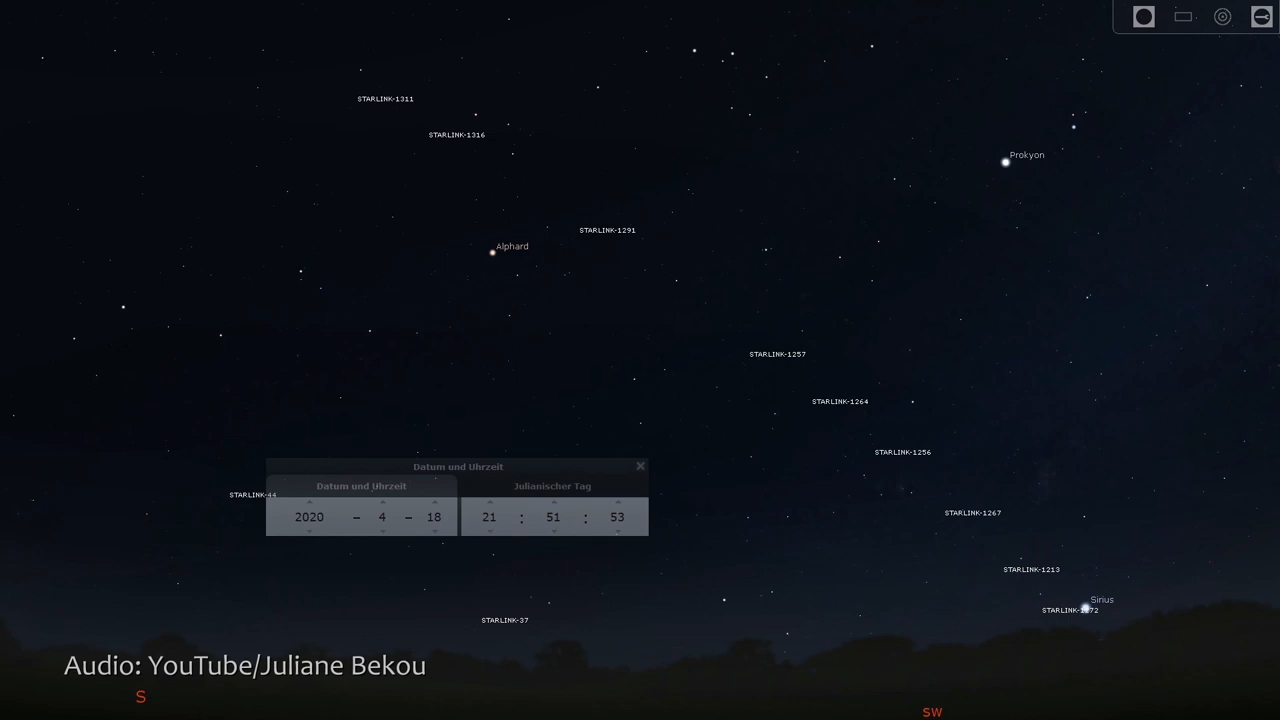 STARLINK-1311
STARLINK-1316
Prokyon
STARLINK-1291
Alphard
STARLINK-1257
STARLINK-1264
STARLINK-1256
Datum und Uhrzeit
Datum und Uhrzeit Julianischer Tag
STARLINK-44
2020 – 4 – 18 21 : 51 : 53
STARLINK-1267
STARLINK-1213
Sirius
STARLINK-1272
STARLINK-37
Audio: YouTube/Juliane Bekou
S
SW